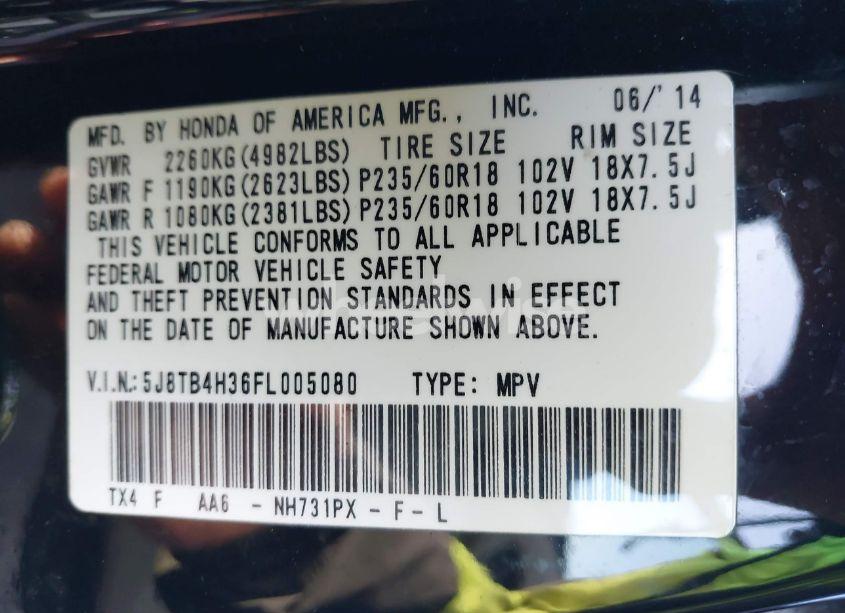 MFD. BY HONDA OF AMERICA MFG., INC. 06/'14
GVWR 2260KG(4982LBS) TIRE SIZE RIM SIZE
GAWR F 1190KG(2623LBS) P235/60R18 102V 18X7.5J
GAWR R 1080KG(2381LBS) P235/60R18 102V 18X7.5J
THIS VEHICLE CONFORMS TO ALL APPLICABLE
FEDERAL MOTOR VEHICLE SAFETY
AND THEFT PREVENTION STANDARDS IN EFFECT
ON THE DATE OF MANUFACTURE SHOWN ABOVE.
V.I.N.: 5J8TB4H36FL005080 TYPE: MPV
TX4 F AA6 - NH731PX - F - L